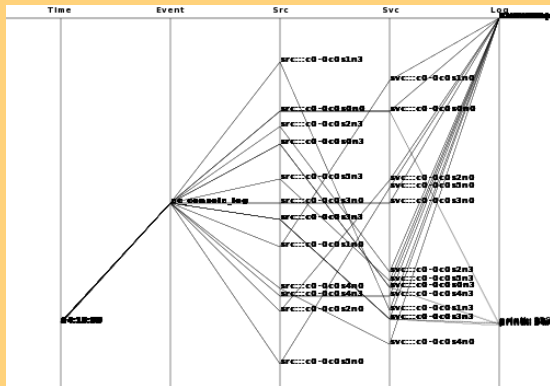 Time Event Src Svc Log
src:::c0-0c0s1n3
svc:::c0-0c0s1n0
src:::c0-0c0s0n0 svc:::c0-0c0s0n0
src:::c0-0c0s2n3
src:::c0-0c0s0n3
src:::c0-0c0s5n3 svc:::c0-0c0s2n0
svc:::c0-0c0s5n0
ec_console_log src:::c0-0c0s3n0 svc:::c0-0c0s3n0
src:::c0-0c0s3n3
src:::c0-0c0s1n0
svc:::c0-0c0s2n3
svc:::c0-0c0s5n3
src:::c0-0c0s4n0 svc:::c0-0c0s0n3
src:::c0-0c0s4n3 svc:::c0-0c0s4n3
src:::c0-0c0s2n0 svc:::c0-0c0s1n3
svc:::c0-0c0s3n3
svc:::c0-0c0s4n0
src:::c0-0c0s5n0